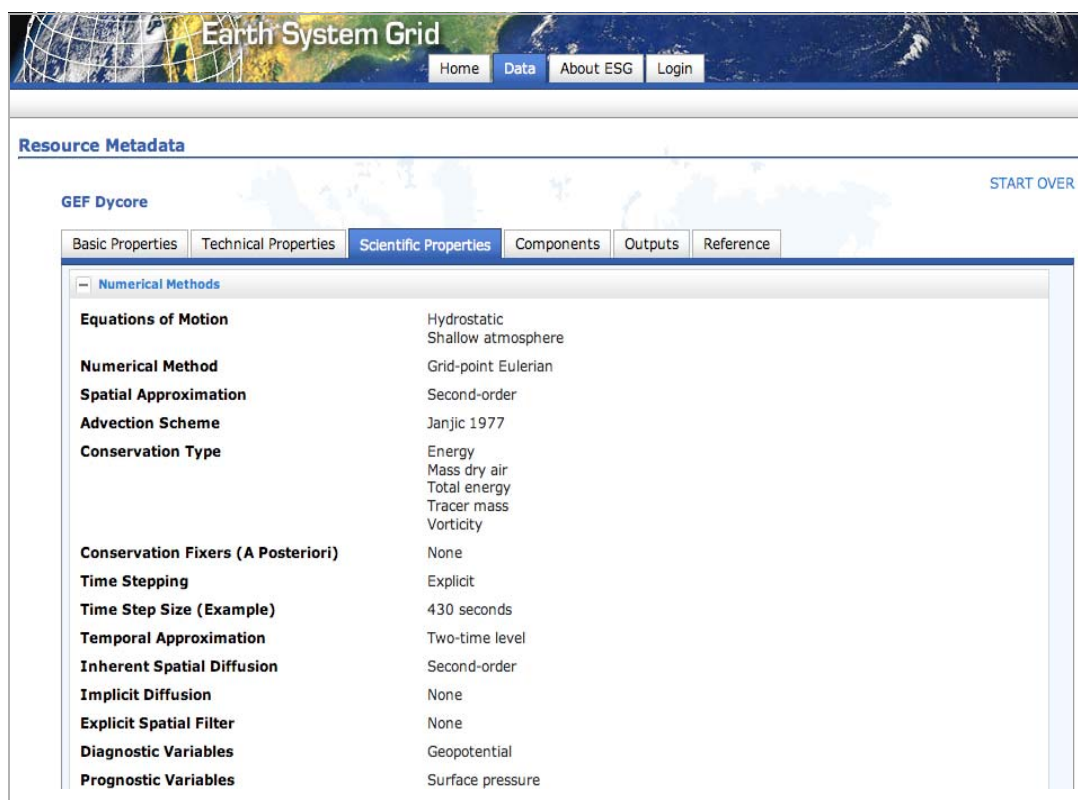 Earth System Grid
Home Data About ESG Login
Resource Metadata
START OVER
GEF Dycore
Basic Properties Technical Properties Scientific Properties Components Outputs Reference
Numerical Methods
Equations of Motion Hydrostatic
Shallow atmosphere
Numerical Method Grid-point Eulerian
Spatial Approximation Second-order
Advection Scheme Janjic 1977
Conservation Type Energy
Mass dry air
Total energy
Tracer mass
Vorticity
Conservation Fixers (A Posteriori) None
Time Stepping Explicit
Time Step Size (Example) 430 seconds
Temporal Approximation Two-time level
Inherent Spatial Diffusion Second-order
Implicit Diffusion None
Explicit Spatial Filter None
Diagnostic Variables Geopotential
Prognostic Variables Surface pressure